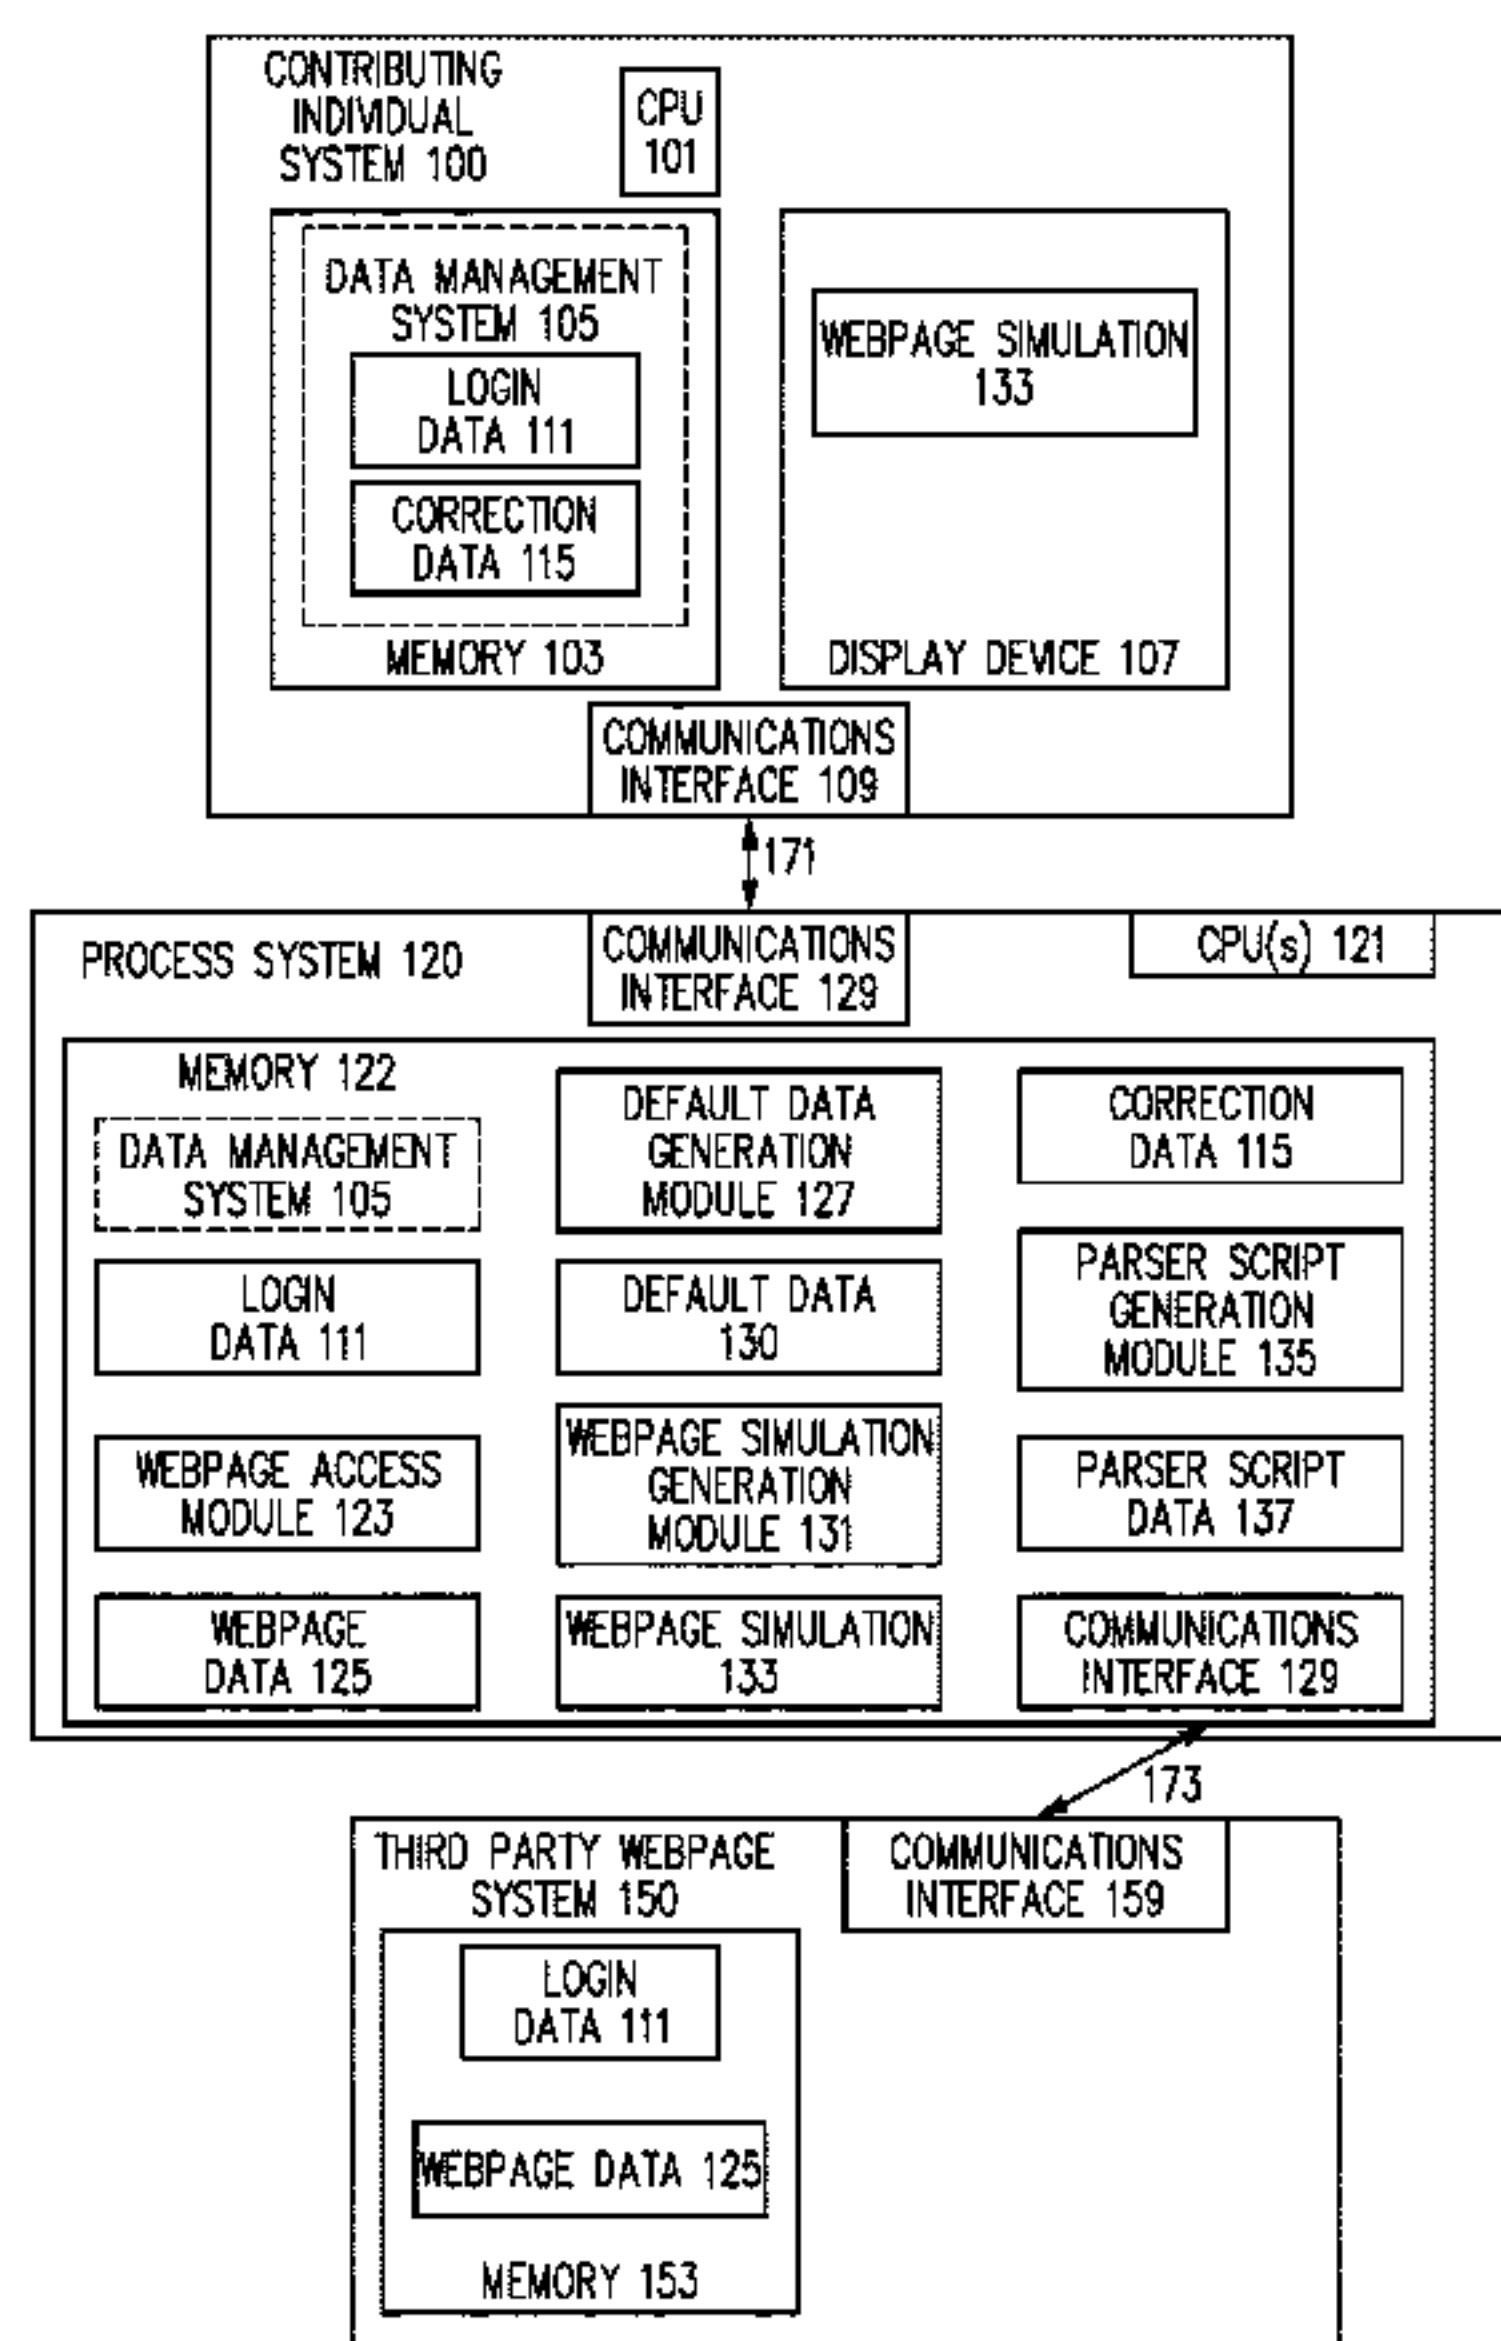 CONTRIBUTING
INDIVIDUAL
SYSTEM 100
CPU
101
DATA MANAGEMENT
SYSTEM 105
LOGIN
DATA 111
CORRECTION
DATA 115
MEMORY 103
WEBPAGE SIMULATION
133
DISPLAY DEVICE 107
COMMUNICATIONS
INTERFACE 109
171
PROCESS SYSTEM 120
COMMUNICATIONS
INTERFACE 129
CPU(s) 121
MEMORY 122
DATA MANAGEMENT
SYSTEM 105
LOGIN
DATA 111
WEBPAGE ACCESS
MODULE 123
WEBPAGE
DATA 125
DEFAULT DATA
GENERATION
MODULE 127
DEFAULT DATA
130
WEBPAGE SIMULATION
GENERATION
MODULE 131
WEBPAGE SIMULATION
133
CORRECTION
DATA 115
PARSER SCRIPT
GENERATION
MODULE 135
PARSER SCRIPT
DATA 137
COMMUNICATIONS
INTERFACE 129
173
THIRD PARTY WEBPAGE
SYSTEM 150
COMMUNICATIONS
INTERFACE 159
LOGIN
DATA 111
WEBPAGE DATA 125
MEMORY 153